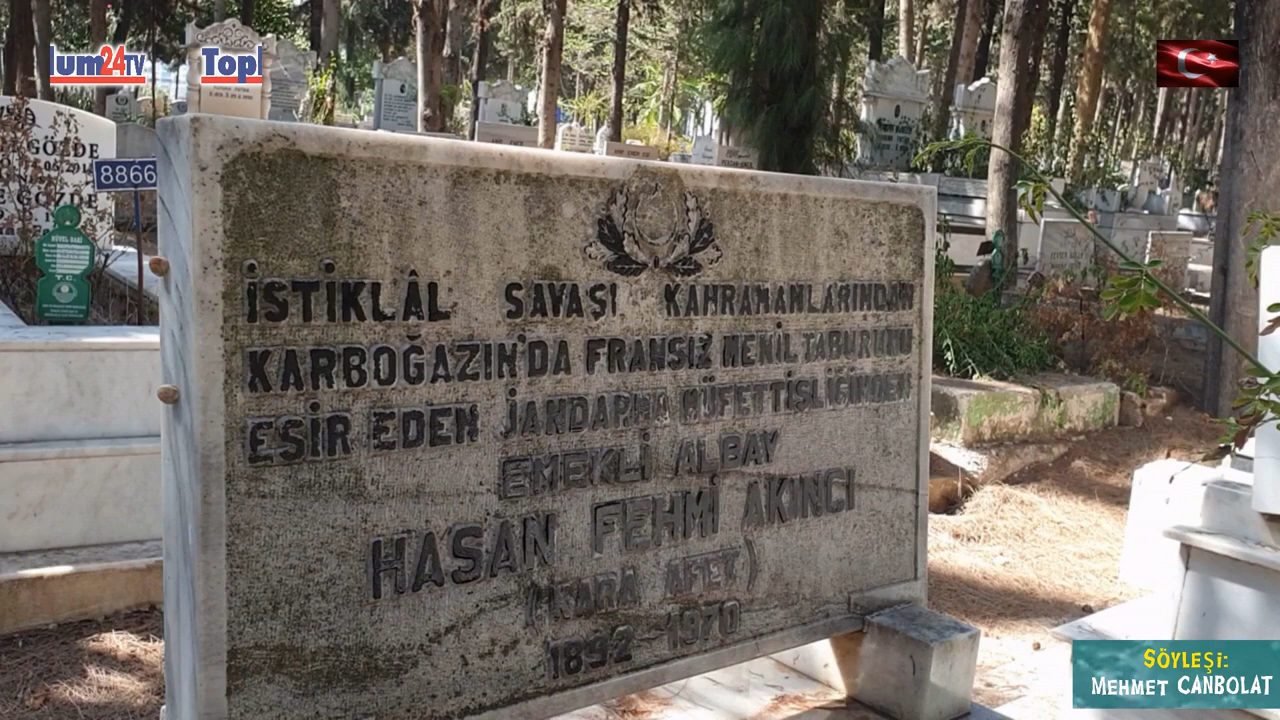 lum24TV
Topl
8866
GÖZDE
GÖZDE
T.C.
İSTİKLÂL SAVAŞI KAHRAMANLARINDAN
KARBOĞAZIN'DA FRANSIZ MENİL TABURUNU
ESİR EDEN JANDARMA MÜFETTİŞLİĞİNDEN
EMEKLİ ALBAY
HASAN FEHMİ AKINCI
(KARA AFET)
1892-1970
SÖYLEŞİ:
MEHMET CANBOLAT